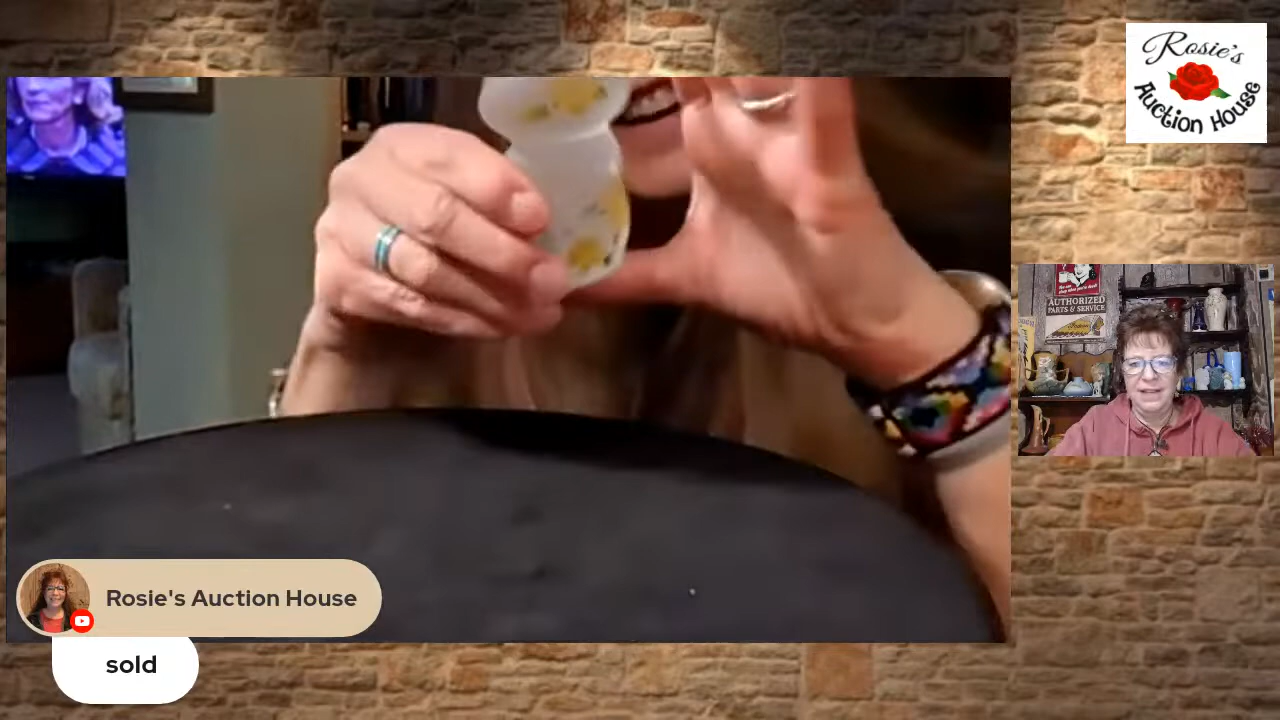 Rosie's
Auction House
AUTHORIZED
PARTS & SERVICE
Rosie's Auction House
sold